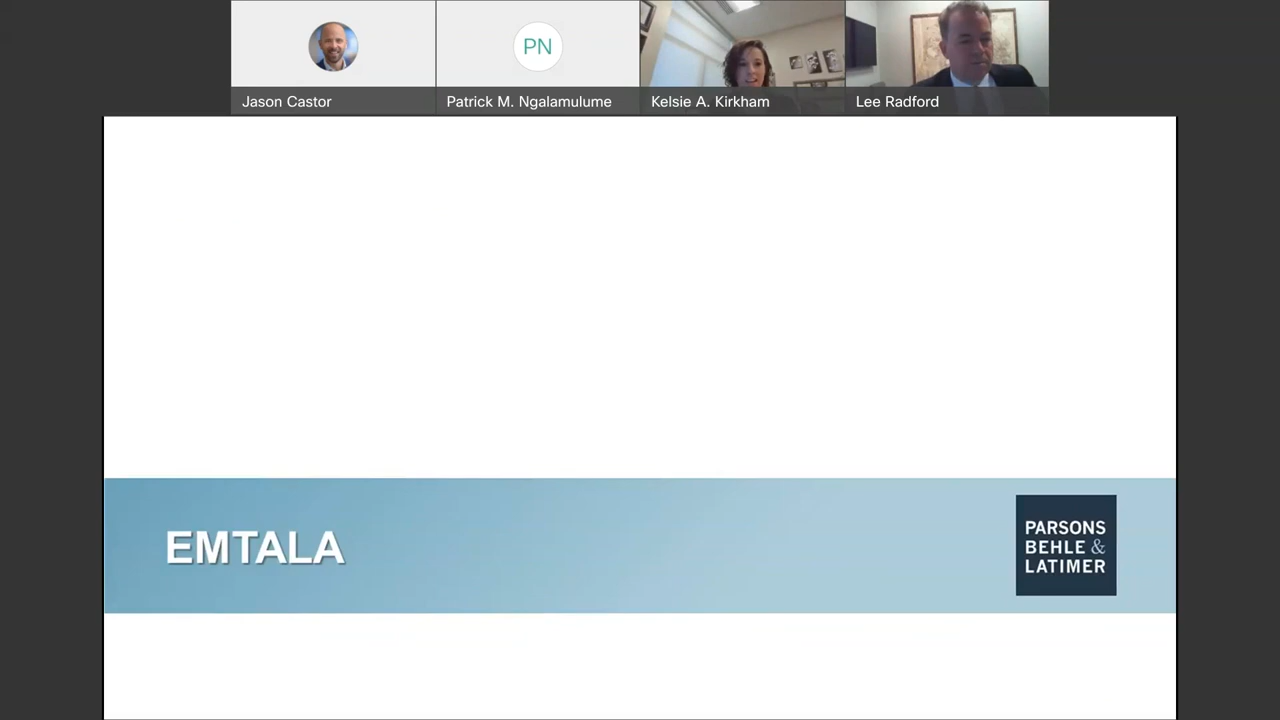 PN
Jason Castor
Patrick M. Ngalamulume
Kelsie A. Kirkham
Lee Radford
EMTALA
PARSONS
BEHLE &
LATIMER